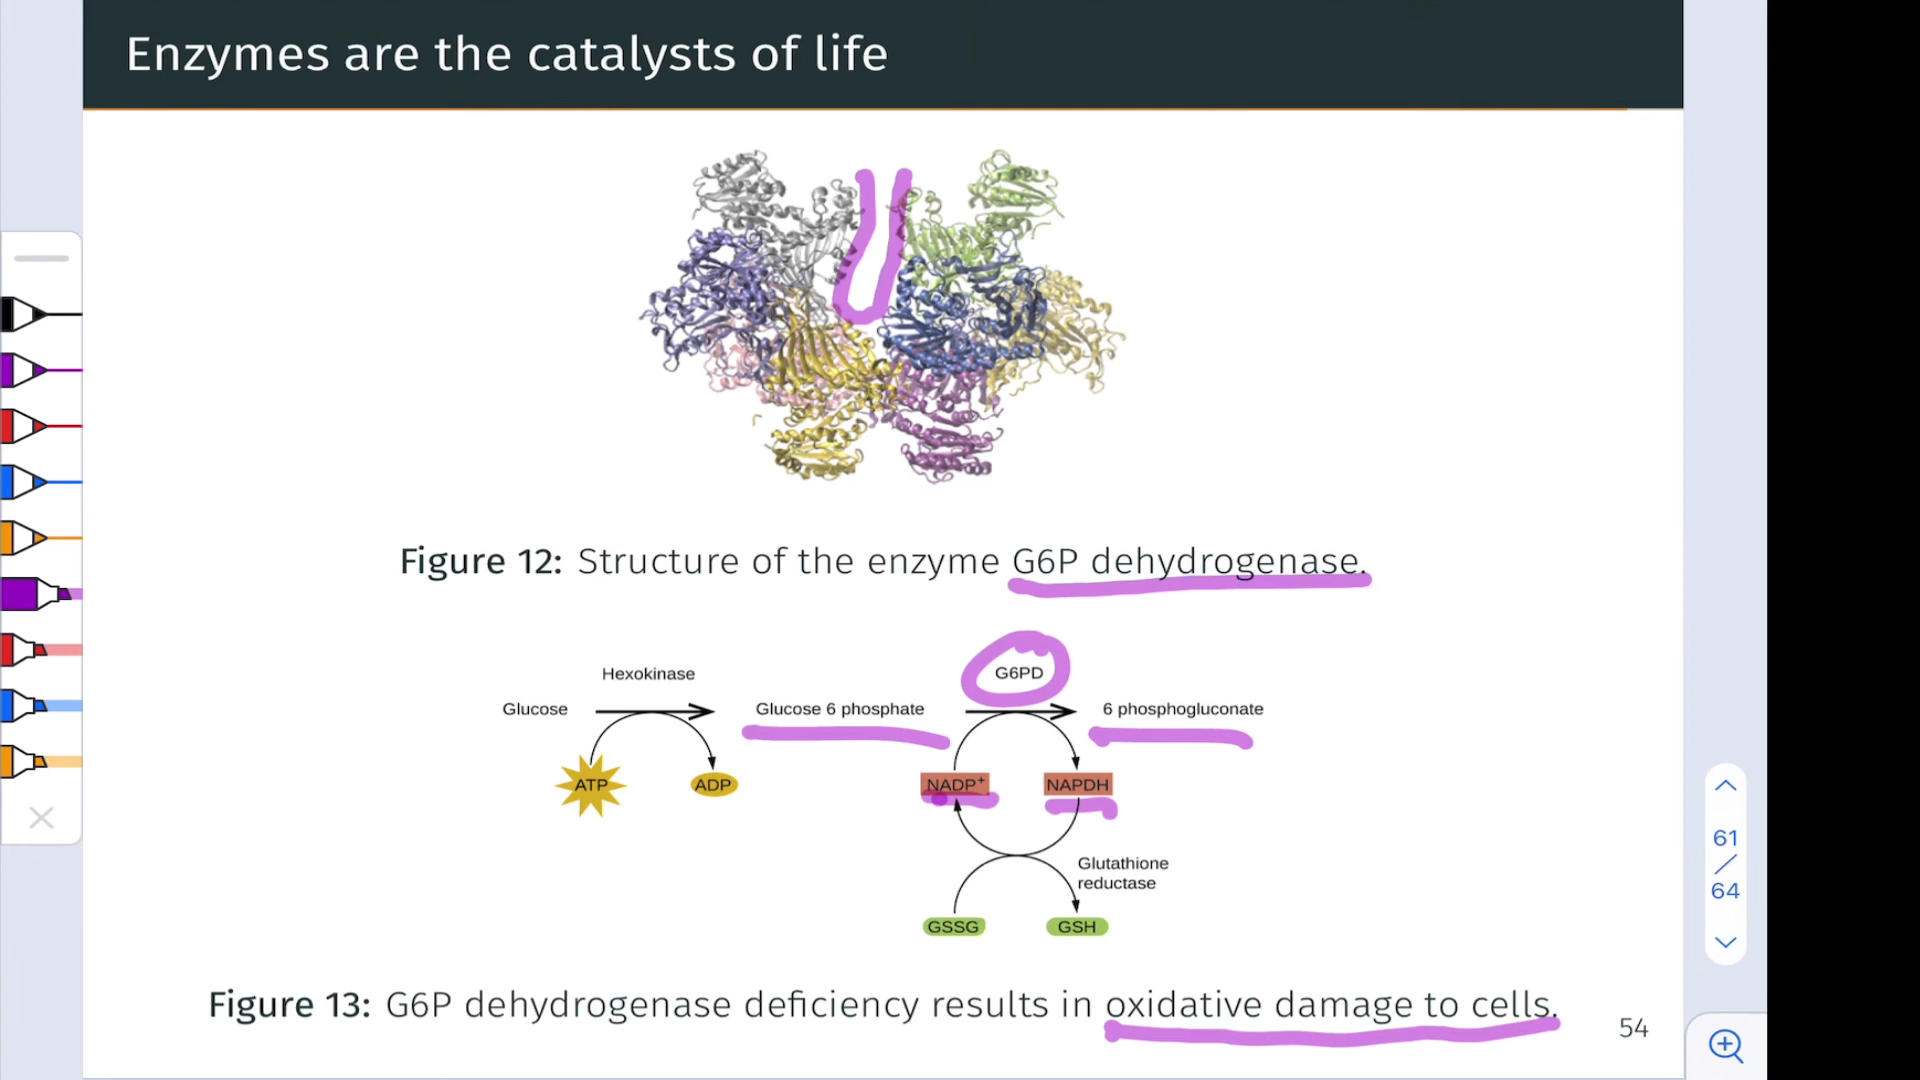 Enzymes are the catalysts of life
Figure 12: Structure of the enzyme G6P dehydrogenase.
Hexokinase
G6PD
Glucose
Glucose 6 phosphate
6 phosphogluconate
ATP
ADP
NADP⁺
NAPDH
Glutathione
reductase
GSSG
GSH
Figure 13: G6P dehydrogenase deficiency results in oxidative damage to cells.
54
61
/
64